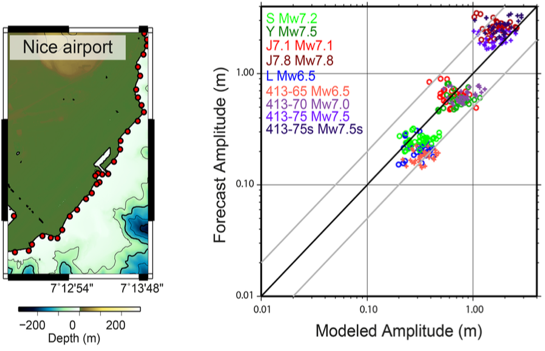 Nice airport
7°12'54" 7°13'48"
−200 0 200
Depth (m)
S Mw7.2
Y Mw7.5
J7.1 Mw7.1
J7.8 Mw7.8
L Mw6.5
413-65 Mw6.5
413-70 Mw7.0
413-75 Mw7.5
413-75s Mw7.5s
Forecast Amplitude (m)
1.00
0.10
0.01
0.01 0.10 1.00
Modeled Amplitude (m)